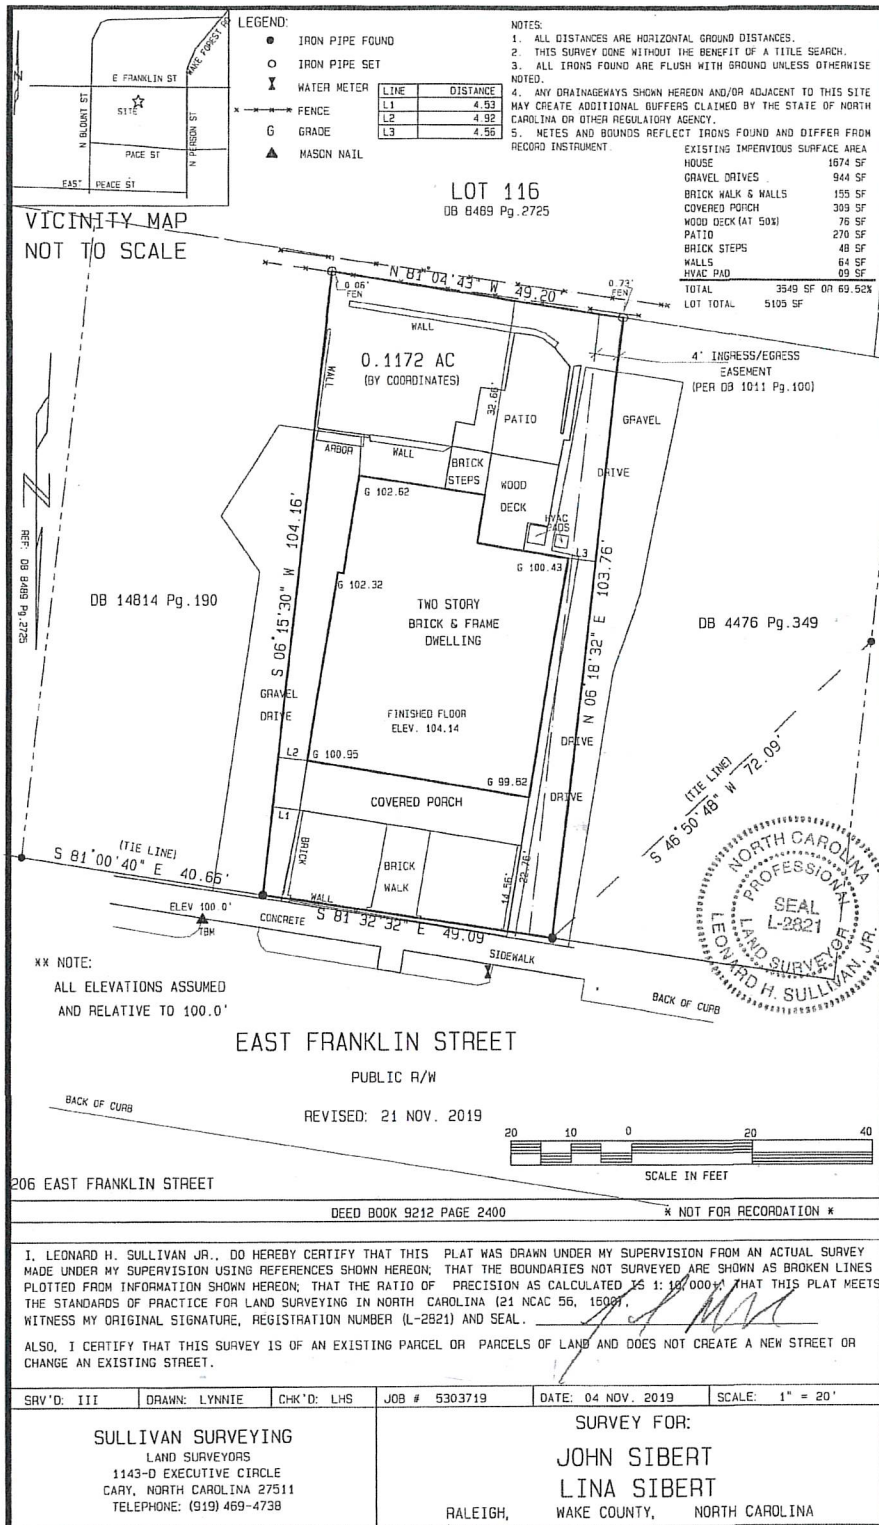 LEGEND:
IRON PIPE FOUND
IRON PIPE SET
WATER METER
FENCE
G GRADE
MASON NAIL
LINE DISTANCE
L1 4.53
L2 4.92
L3 4.56
NOTES:
1. ALL DISTANCES ARE HORIZONTAL GROUND DISTANCES.
2. THIS SURVEY DONE WITHOUT THE BENEFIT OF A TITLE SEARCH.
3. ALL IRONS FOUND ARE FLUSH WITH GROUND UNLESS OTHERWISE
NOTED.
4. ANY DRAINAGEWAYS SHOWN HEREON AND/OR ADJACENT TO THIS SITE
MAY CREATE ADDITIONAL BUFFERS CLAIMED BY THE STATE OF NORTH
CAROLINA OR OTHER REGULATORY AGENCY.
5. METES AND BOUNDS REFLECT IRONS FOUND AND DIFFER FROM
RECORD INSTRUMENT.
EXISTING IMPERVIOUS SURFACE AREA
HOUSE 1674 SF
GRAVEL DRIVES 944 SF
BRICK WALK & WALLS 155 SF
COVERED PORCH 309 SF
WOOD DECK (AT 50%) 76 SF
PATIO 270 SF
BRICK STEPS 48 SF
WALLS 64 SF
HVAC PAD 09 SF
TOTAL 3549 SF OR 69.52%
LOT TOTAL 5105 SF
N
WAKE FOREST RD
E FRANKLIN ST
SITE
N BLOUNT ST
N PERSON ST
PACE ST
EAST PEACE ST
VICINITY MAP
NOT TO SCALE
LOT 116
DB 8489 Pg.2725
N 81°04'43" W 49.20
0.06'
FEN
0.73'
FEN
WALL
WALL
0.1172 AC
(BY COORDINATES)
4' INGRESS/EGRESS
EASEMENT
(PER DB 1011 Pg.100)
32.66'
PATIO
GRAVEL
DRIVE
ARBOR
WALL
BRICK
STEPS
WOOD
DECK
HVAC
PADS
G 102.62
L3
G 100.43
N
REF: DB 8489 Pg.2725
S 06°15'30" W 104.16'
N 06°18'32" E 103.76'
G 102.32
DB 14814 Pg.190
TWO STORY
BRICK & FRAME
DWELLING
DB 4476 Pg.349
GRAVEL
DRIVE
FINISHED FLOOR
ELEV. 104.14
DRIVE
L2
G 100.95
G 99.62
DRIVE
(TIE LINE)
S 46°50'48" W 72.09'
COVERED PORCH
L1
BRICK
BRICK
WALK
WALL
14.56'
22.76'
(TIE LINE)
S 81°00'40" E 40.66'
ELEV 100.0'
TBM
CONCRETE
S 81°32'32" E 49.09
SIDEWALK
BACK OF CURB
NORTH CAROLINA
PROFESSIONAL
SEAL
L-2821
LAND SURVEYOR
LEONARD H. SULLIVAN, JR.
** NOTE:
ALL ELEVATIONS ASSUMED
AND RELATIVE TO 100.0'
EAST FRANKLIN STREET
PUBLIC R/W
BACK OF CURB
REVISED: 21 NOV. 2019
20 10 0 20 40
SCALE IN FEET
206 EAST FRANKLIN STREET
DEED BOOK 9212 PAGE 2400
* NOT FOR RECORDATION *
I, LEONARD H. SULLIVAN JR., DO HEREBY CERTIFY THAT THIS PLAT WAS DRAWN UNDER MY SUPERVISION FROM AN ACTUAL SURVEY
MADE UNDER MY SUPERVISION USING REFERENCES SHOWN HEREON; THAT THE BOUNDARIES NOT SURVEYED ARE SHOWN AS BROKEN LINES
PLOTTED FROM INFORMATION SHOWN HEREON; THAT THE RATIO OF PRECISION AS CALCULATED IS 1: 10,000+; THAT THIS PLAT MEETS
THE STANDARDS OF PRACTICE FOR LAND SURVEYING IN NORTH CAROLINA (21 NCAC 56, 1600),
WITNESS MY ORIGINAL SIGNATURE, REGISTRATION NUMBER (L-2821) AND SEAL.
ALSO, I CERTIFY THAT THIS SURVEY IS OF AN EXISTING PARCEL OR PARCELS OF LAND AND DOES NOT CREATE A NEW STREET OR
CHANGE AN EXISTING STREET.
SRV'D: III DRAWN: LYNNIE CHK'D: LHS JOB # 5303719 DATE: 04 NOV. 2019 SCALE: 1" = 20'
SULLIVAN SURVEYING
LAND SURVEYORS
1143-D EXECUTIVE CIRCLE
CARY, NORTH CAROLINA 27511
TELEPHONE: (919) 469-4738
SURVEY FOR:
JOHN SIBERT
LINA SIBERT
RALEIGH, WAKE COUNTY, NORTH CAROLINA